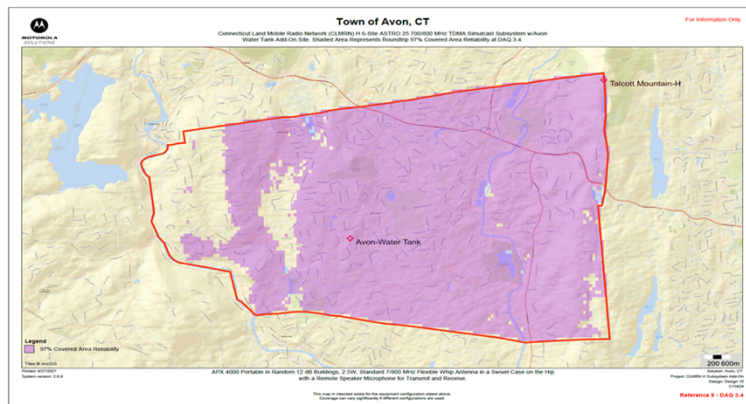 Town of Avon, CT
For Information Only
MOTOROLA
SOLUTIONS
Connecticut Land Mobile Radio Network (CLMRN) H 6-Site ASTRO 25 700/800 MHz TDMA Simulcast Subsystem w/Avon
Water Tank Add-On Site. Shaded Area Represents Roundtrip 97% Covered Area Reliability at DAQ 3.4
Talcott Mountain-H
Avon-Water Tank
Legend
97% Covered Area Reliability
200 600m
APX 4000 Portable in Random 12 dB Buildings, 2.5W, Standard 7/800 MHz Flexible Whip Antenna in a Swivel Case on the Hip
with a Remote Speaker Microphone for Transmit and Receive.
This map is intended solely for the equipment configuration stated above.
Coverage can vary significantly if different configurations are used.
Reference 5 - DAQ 3.4